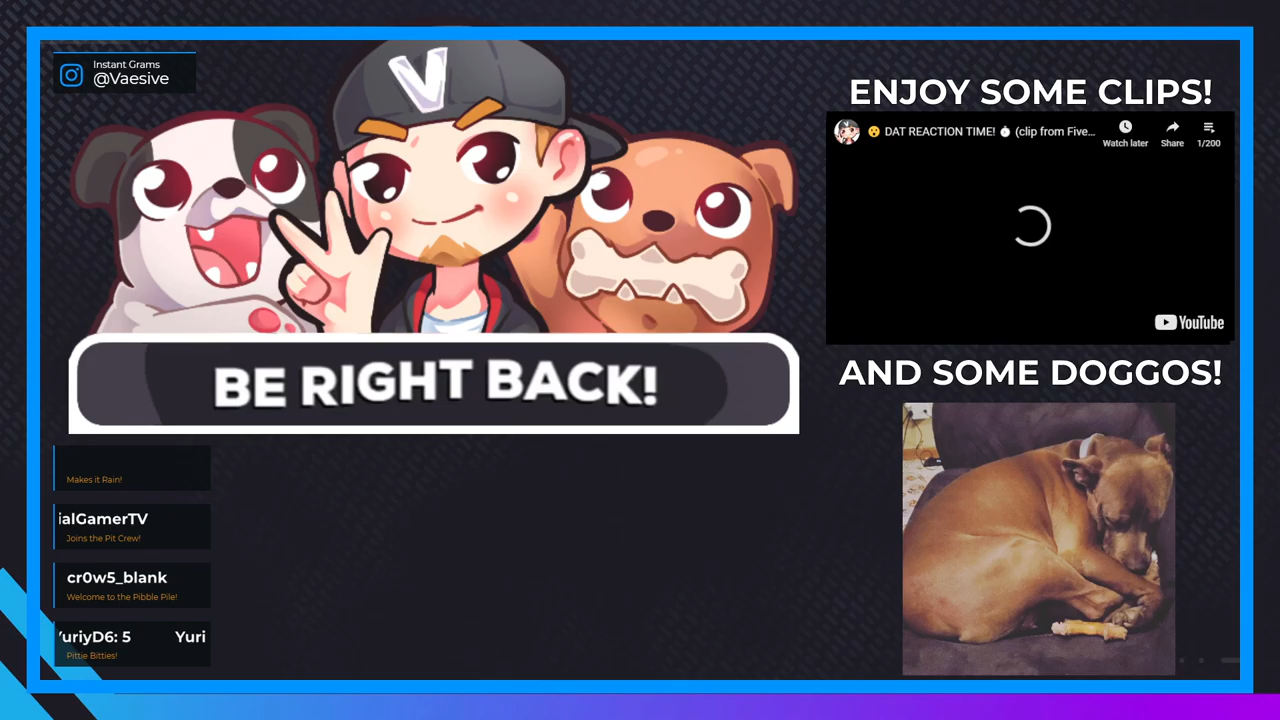 Instant Grams
@Vaesive
V
BE RIGHT BACK!
ENJOY SOME CLIPS!
V
😮 DAT REACTION TIME! ⏱ (clip from Five...
Watch later
Share
1/200
YouTube
AND SOME DOGGOS!
Makes it Rain!
ialGamerTV
Joins the Pit Crew!
cr0w5_blank
Welcome to the Pibble Pile!
YuriyD6: 5 Yuri
Pittie Bitties!